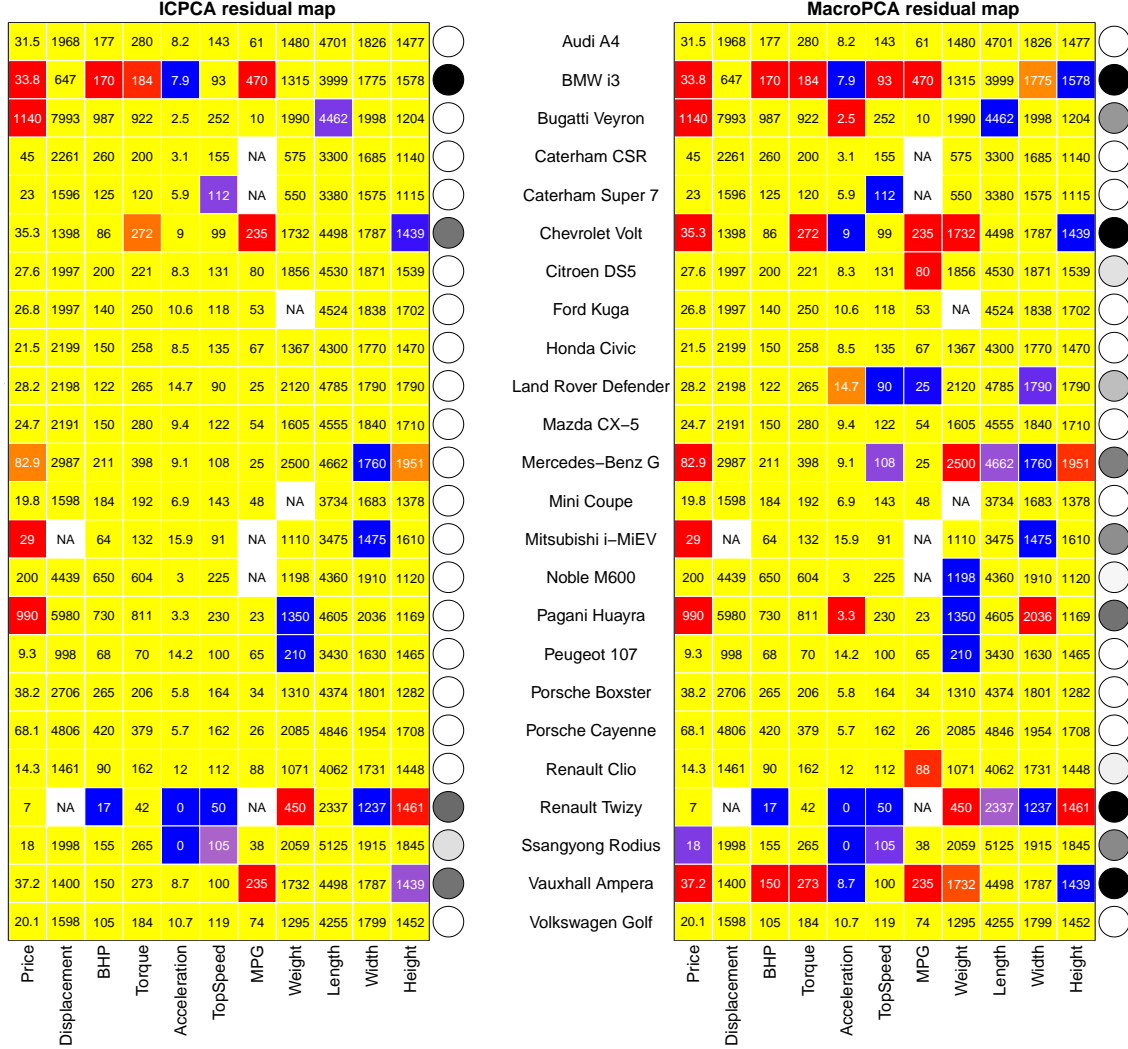 ICPCA residual map MacroPCA residual map
31.5 1968 177 280 8.2 143 61 1480 4701 1826 1477 Audi A4 31.5 1968 177 280 8.2 143 61 1480 4701 1826 1477
33.8 647 170 184 7.9 93 470 1315 3999 1775 1578 BMW i3 33.8 647 170 184 7.9 93 470 1315 3999 1775 1578
1140 7993 987 922 2.5 252 10 1990 4462 1998 1204 Bugatti Veyron 1140 7993 987 922 2.5 252 10 1990 4462 1998 1204
45 2261 260 200 3.1 155 NA 575 3300 1685 1140 Caterham CSR 45 2261 260 200 3.1 155 NA 575 3300 1685 1140
23 1596 125 120 5.9 112 NA 550 3380 1575 1115 Caterham Super 7 23 1596 125 120 5.9 112 NA 550 3380 1575 1115
35.3 1398 86 272 9 99 235 1732 4498 1787 1439 Chevrolet Volt 35.3 1398 86 272 9 99 235 1732 4498 1787 1439
27.6 1997 200 221 8.3 131 80 1856 4530 1871 1539 Citroen DS5 27.6 1997 200 221 8.3 131 80 1856 4530 1871 1539
26.8 1997 140 250 10.6 118 53 NA 4524 1838 1702 Ford Kuga 26.8 1997 140 250 10.6 118 53 NA 4524 1838 1702
21.5 2199 150 258 8.5 135 67 1367 4300 1770 1470 Honda Civic 21.5 2199 150 258 8.5 135 67 1367 4300 1770 1470
28.2 2198 122 265 14.7 90 25 2120 4785 1790 1790 Land Rover Defender 28.2 2198 122 265 14.7 90 25 2120 4785 1790 1790
24.7 2191 150 280 9.4 122 54 1605 4555 1840 1710 Mazda CX−5 24.7 2191 150 280 9.4 122 54 1605 4555 1840 1710
82.9 2987 211 398 9.1 108 25 2500 4662 1760 1951 Mercedes−Benz G 82.9 2987 211 398 9.1 108 25 2500 4662 1760 1951
19.8 1598 184 192 6.9 143 48 NA 3734 1683 1378 Mini Coupe 19.8 1598 184 192 6.9 143 48 NA 3734 1683 1378
29 NA 64 132 15.9 91 NA 1110 3475 1475 1610 Mitsubishi i−MiEV 29 NA 64 132 15.9 91 NA 1110 3475 1475 1610
200 4439 650 604 3 225 NA 1198 4360 1910 1120 Noble M600 200 4439 650 604 3 225 NA 1198 4360 1910 1120
990 5980 730 811 3.3 230 23 1350 4605 2036 1169 Pagani Huayra 990 5980 730 811 3.3 230 23 1350 4605 2036 1169
9.3 998 68 70 14.2 100 65 210 3430 1630 1465 Peugeot 107 9.3 998 68 70 14.2 100 65 210 3430 1630 1465
38.2 2706 265 206 5.8 164 34 1310 4374 1801 1282 Porsche Boxster 38.2 2706 265 206 5.8 164 34 1310 4374 1801 1282
68.1 4806 420 379 5.7 162 26 2085 4846 1954 1708 Porsche Cayenne 68.1 4806 420 379 5.7 162 26 2085 4846 1954 1708
14.3 1461 90 162 12 112 88 1071 4062 1731 1448 Renault Clio 14.3 1461 90 162 12 112 88 1071 4062 1731 1448
7 NA 17 42 0 50 NA 450 2337 1237 1461 Renault Twizy 7 NA 17 42 0 50 NA 450 2337 1237 1461
18 1998 155 265 0 105 38 2059 5125 1915 1845 Ssangyong Rodius 18 1998 155 265 0 105 38 2059 5125 1915 1845
37.2 1400 150 273 8.7 100 235 1732 4498 1787 1439 Vauxhall Ampera 37.2 1400 150 273 8.7 100 235 1732 4498 1787 1439
20.1 1598 105 184 10.7 119 74 1295 4255 1799 1452 Volkswagen Golf 20.1 1598 105 184 10.7 119 74 1295 4255 1799 1452
Price Displacement BHP Torque Acceleration TopSpeed MPG Weight Length Width Height Price Displacement BHP Torque Acceleration TopSpeed MPG Weight Length Width Height